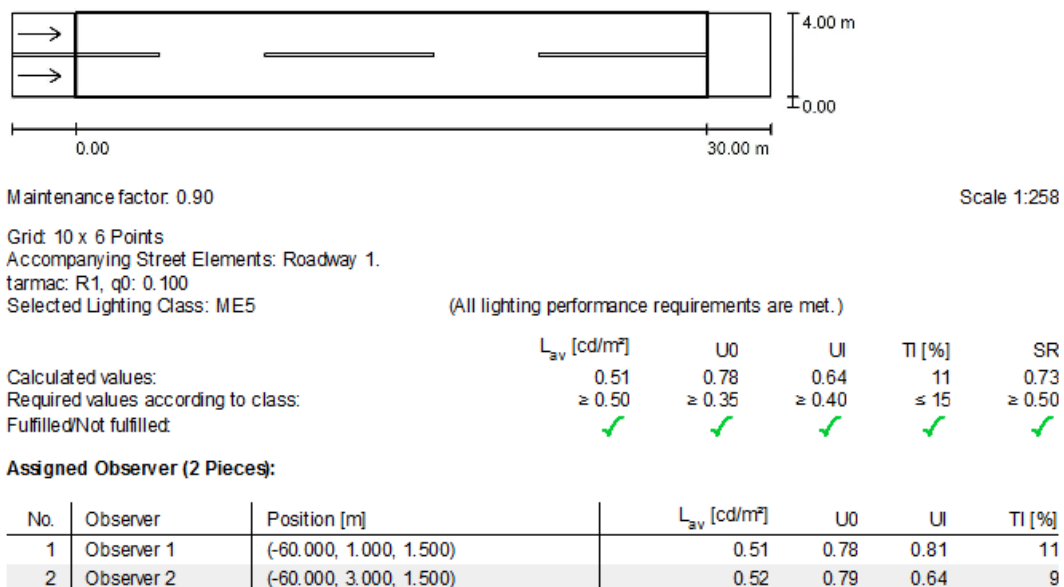 4.00 m
0.00
0.00 30.00 m
Maintenance factor: 0.90 Scale 1:258
Grid: 10 x 6 Points
Accompanying Street Elements: Roadway 1.
tarmac: R1, q0: 0.100
Selected Lighting Class: ME5 (All lighting performance requirements are met.)
Lav [cd/m²] U0 UI TI [%] SR
Calculated values: 0.51 0.78 0.64 11 0.73
Required values according to class: ≥ 0.50 ≥ 0.35 ≥ 0.40 ≤ 15 ≥ 0.50
Fulfilled/Not fulfilled: ✓ ✓ ✓ ✓ ✓
Assigned Observer (2 Pieces):
No. Observer Position [m] Lav [cd/m²] U0 UI TI [%]
1 Observer 1 (-60.000, 1.000, 1.500) 0.51 0.78 0.81 11
2 Observer 2 (-60.000, 3.000, 1.500) 0.52 0.79 0.64 9